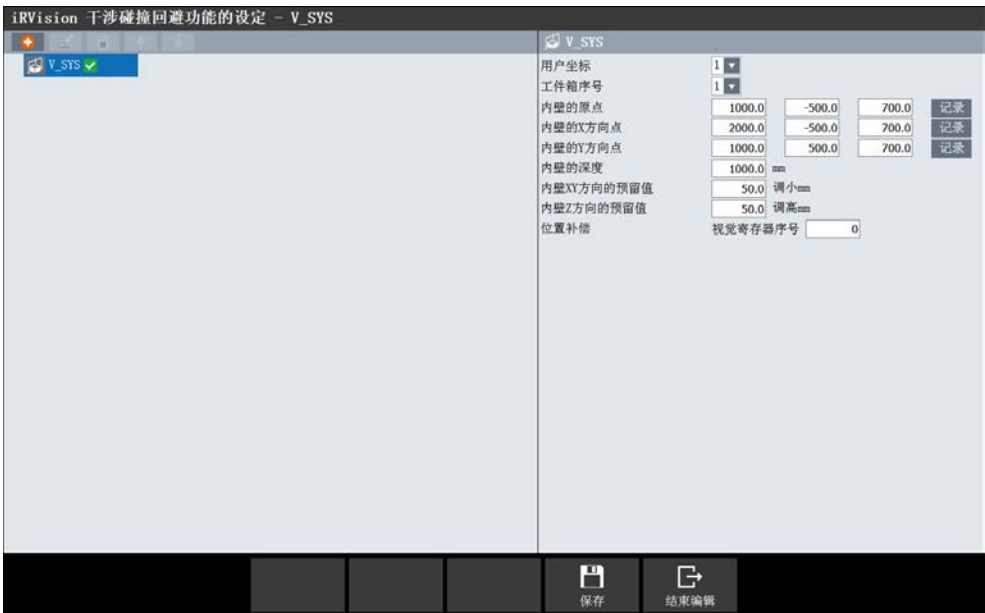 iRVision 干涉碰撞回避功能的设定 - V_SYS
V_SYS
V_SYS
用户坐标 1
工件箱序号 1
内壁的原点 1000.0 -500.0 700.0 记录
内壁的X方向点 2000.0 -500.0 700.0 记录
内壁的Y方向点 1000.0 500.0 700.0 记录
内壁的深度 1000.0 mm
内壁XY方向的预留值 50.0 调小mm
内壁Z方向的预留值 50.0 调高mm
位置补偿 视觉寄存器序号 0
保存 结束编辑